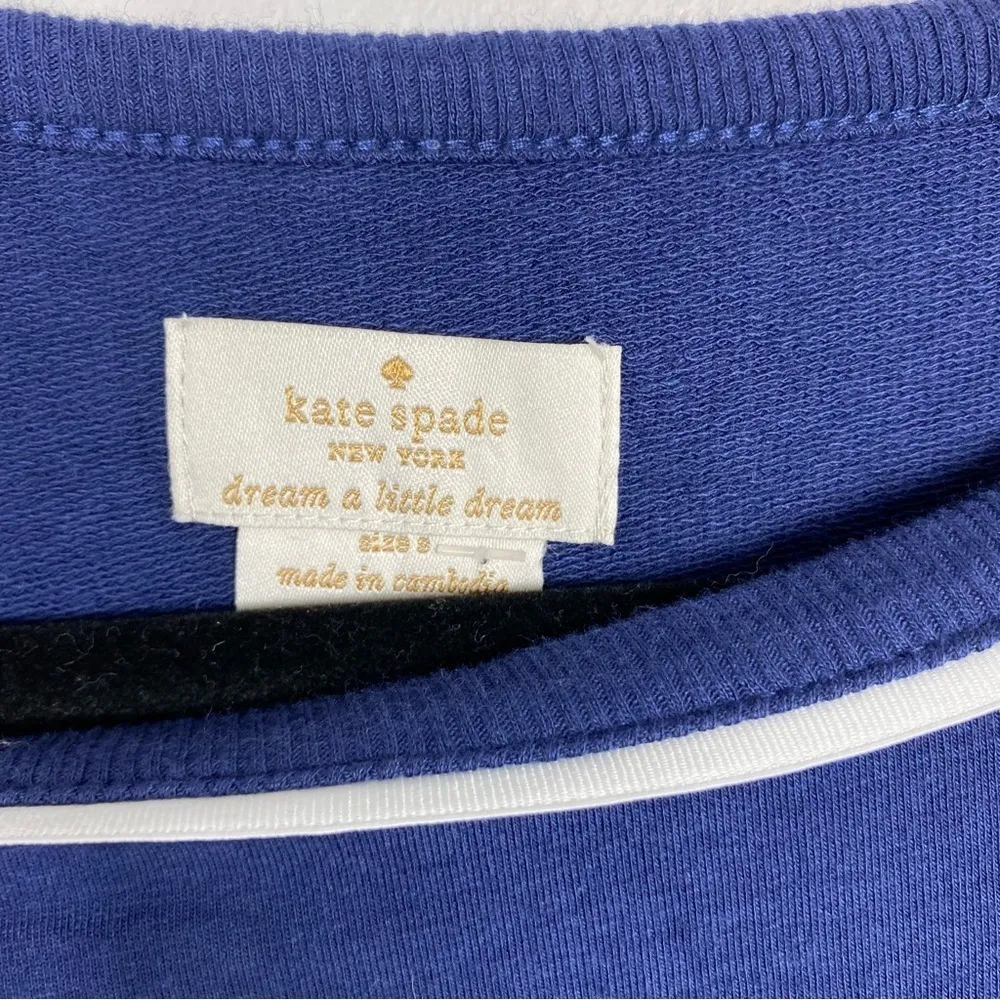 kate spade
NEW YORK
dream a little dream
size s
made in cambodia